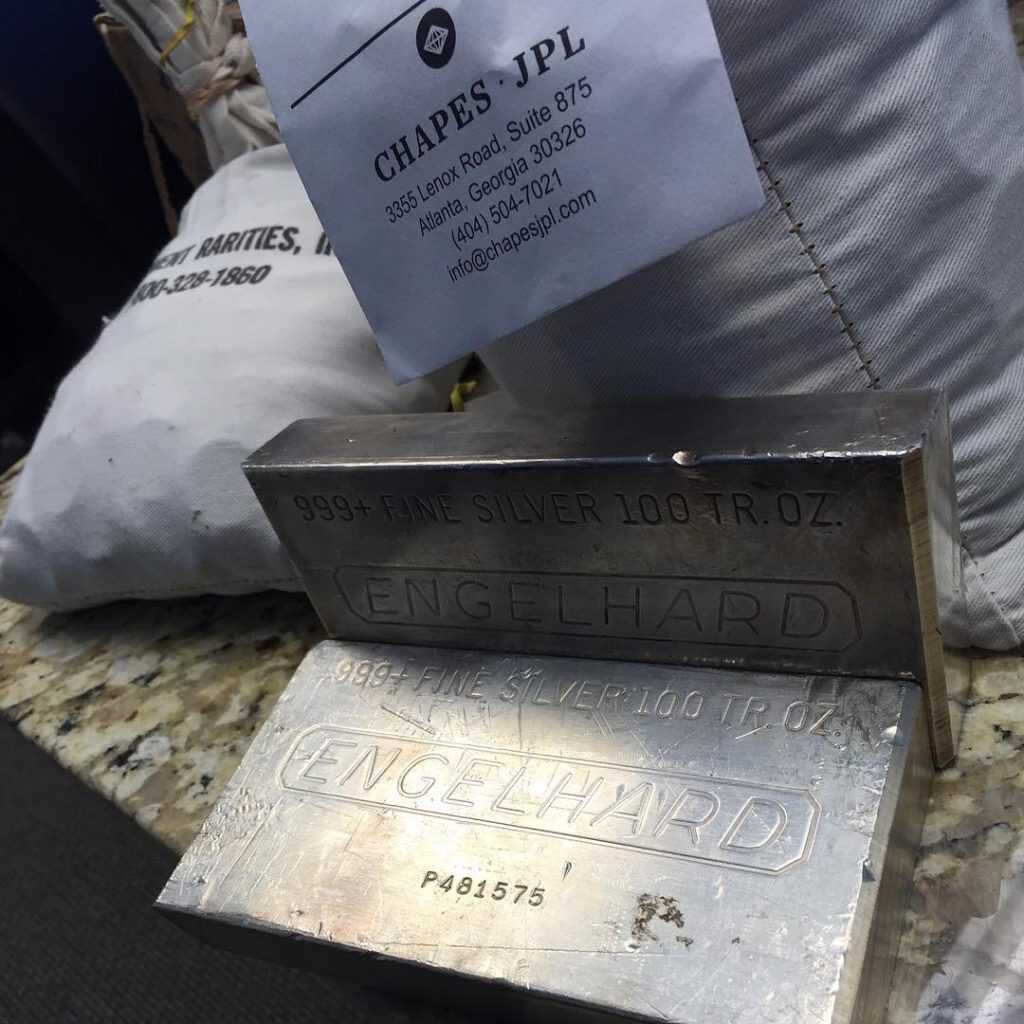 CHAPES · JPL
3355 Lenox Road, Suite 875
Atlanta, Georgia 30326
(404) 504-7021
info@chapesjpl.com
RARITIES,
800-328-1860
999+ FINE SILVER 100 TR. OZ.
ENGELHARD
999+ FINE SILVER 100 TR. OZ.
ENGELHARD
P481575